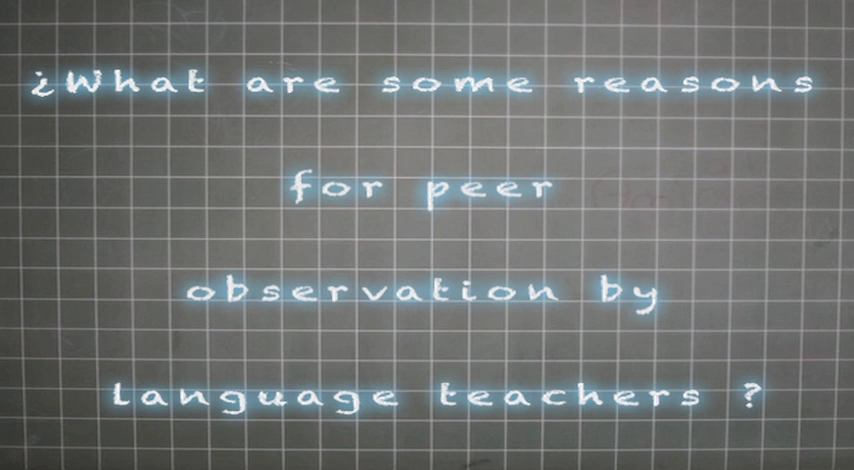 ¿What are some reasons
for peer
observation by
language teachers ?